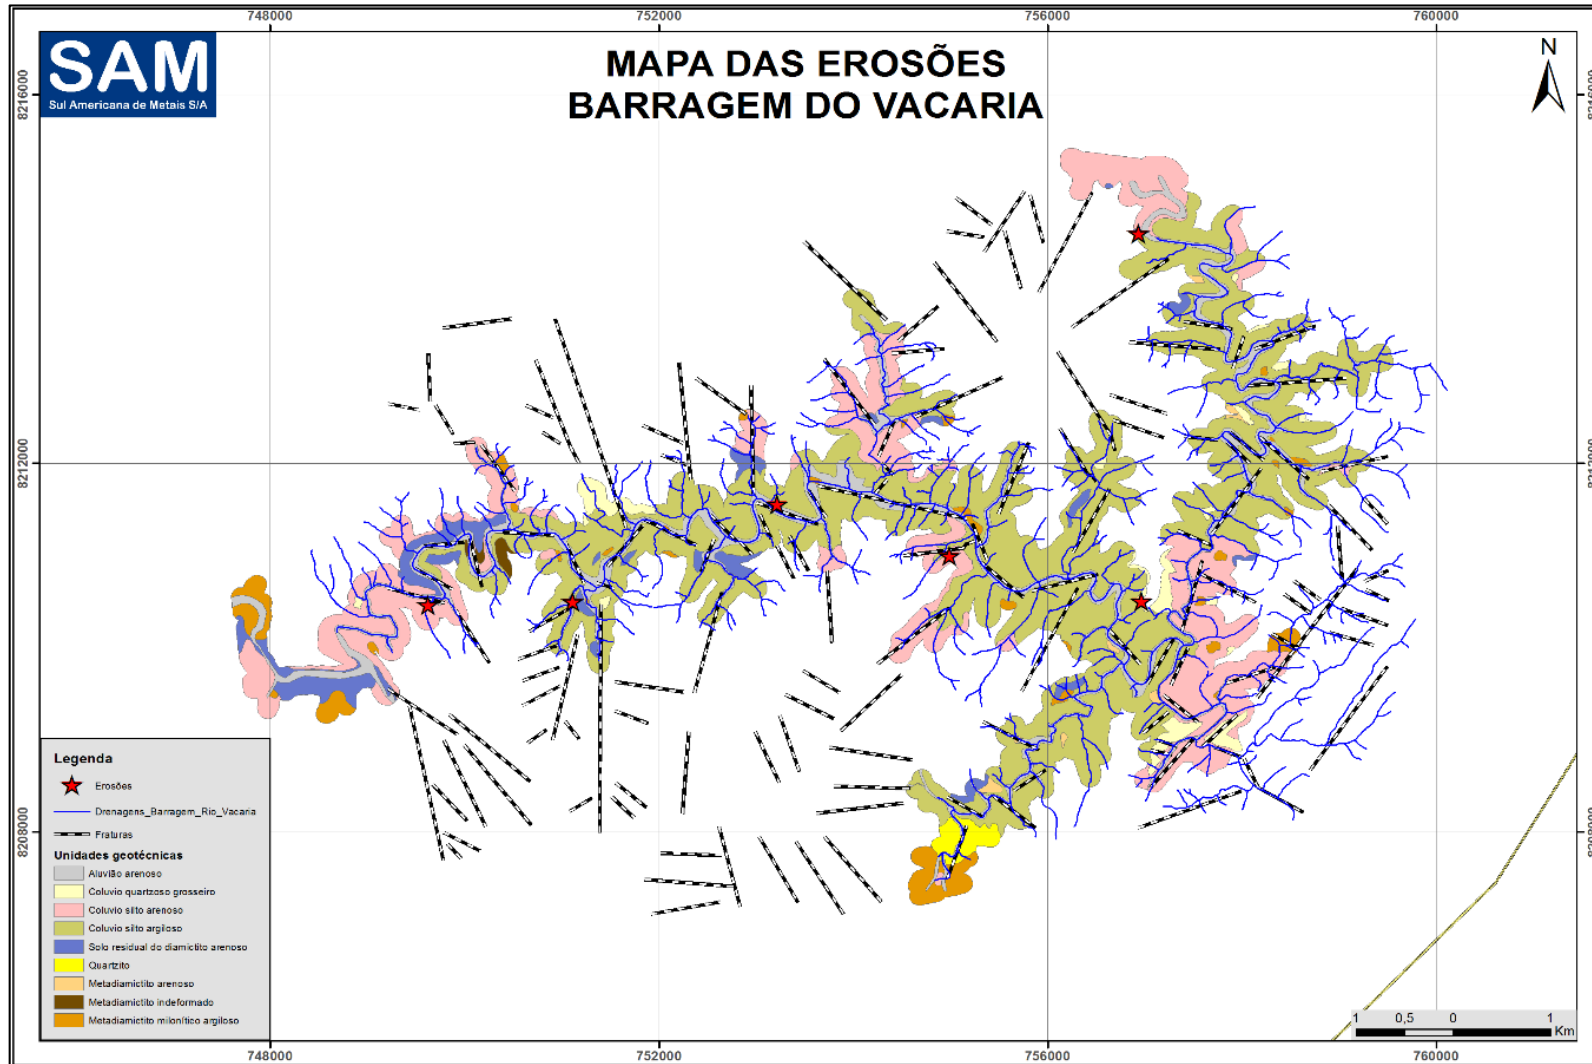 748000
752000
756000
760000
SAM
Sul Americana de Metais S/A
MAPA DAS EROSÕES
BARRAGEM DO VACARIA
N
8216000
8216000
8212000
8212000
8208000
8208000
Legenda
Erosões
Drenagens_Barragem_Rio_Vacaria
Fraturas
Unidades geotécnicas
Aluvião arenoso
Coluvio quartzoso grosseiro
Coluvio silto arenoso
Coluvio silto argiloso
Solo residual do diamictito arenoso
Quartzito
Metadiamictito arenoso
Metadiamictito indeformado
Metadiamictito milonítico argiloso
1 0,5 0 1
Km
748000
752000
756000
760000